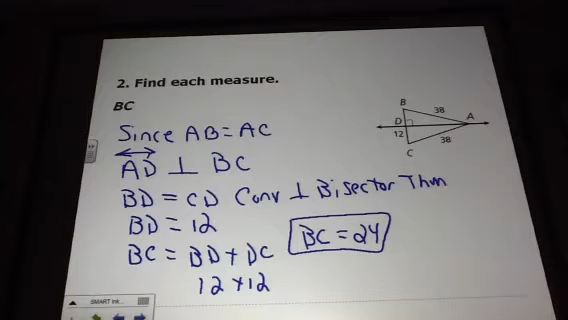 2. Find each measure.
BC
Since AB = AC
AD ⊥ BC
BD = CD Conv ⊥ Bisector Thm
BD = 12
BC = BD + DC
12 + 12
BC = 24
B
38
A
D
12
38
C
SMART Ink...